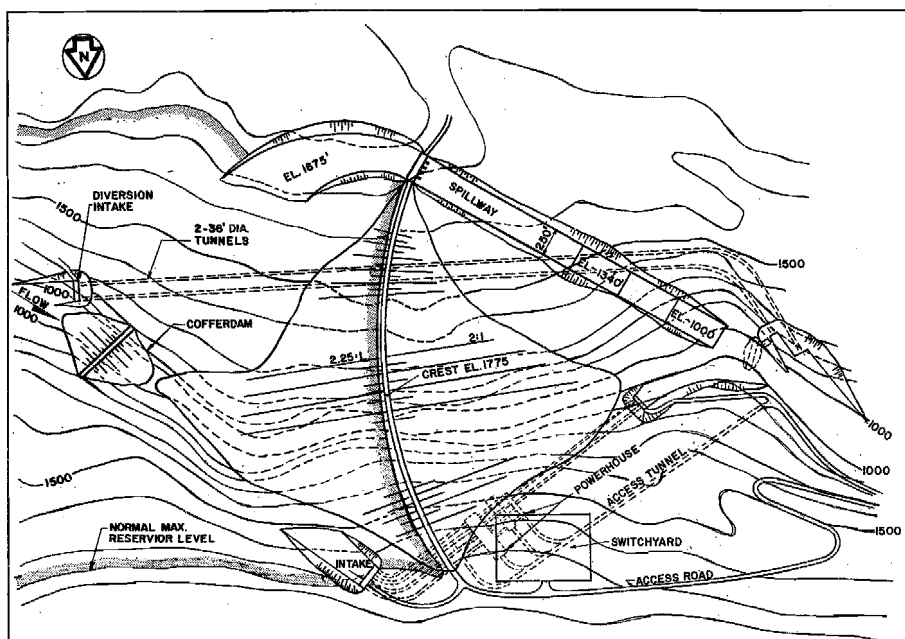 N
EL. 1675'
SPILLWAY
DIVERSION
INTAKE
1500
2-36' DIA.
TUNNELS
250'
EL.-1340'
1500
1000
FLOW
1000
COFFERDAM
EL.-1000'
2.25:1
2:1
CREST EL. 1775
1000
POWERHOUSE
ACCESS TUNNEL
1000
1500
1500
NORMAL MAX.
RESERVIOR LEVEL
SWITCHYARD
INTAKE
ACCESS ROAD